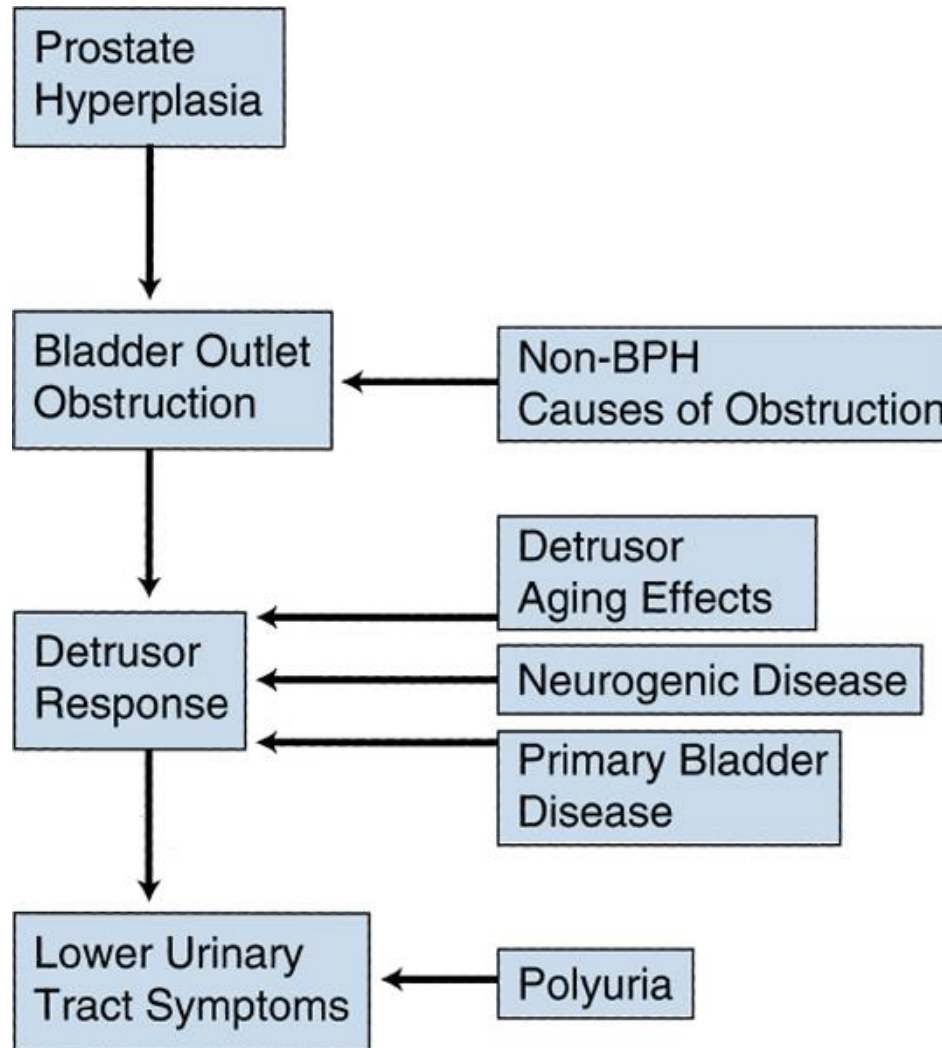 Prostate
Hyperplasia
Bladder Outlet
Obstruction
Non-BPH
Causes of Obstruction
Detrusor
Aging Effects
Detrusor
Response
Neurogenic Disease
Primary Bladder
Disease
Lower Urinary
Tract Symptoms
Polyuria